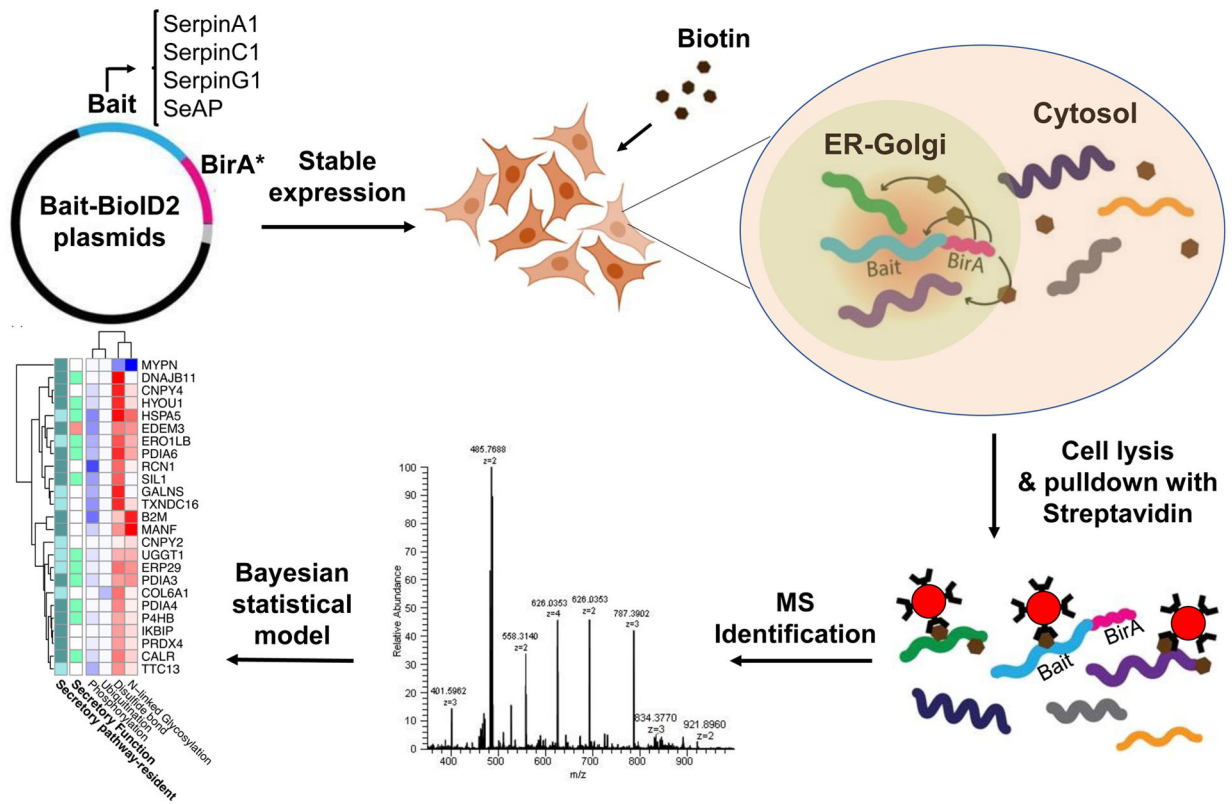 SerpinA1
SerpinC1
SerpinG1
SeAP
Bait
BirA*
Bait-BioID2
plasmids
Stable
expression
Biotin
ER-Golgi
Cytosol
Bait
BirA
Cell lysis
& pulldown with
Streptavidin
BirA
Bait
MS
Identification
485.7688
z=2
626.0353
z=4
626.0353
z=2
787.3902
z=3
558.3140
z=2
401.5962
z=3
834.3770
z=3
921.8960
z=2
100
90
80
70
60
50
40
30
20
10
0
Relative Abundance
400
500
600
700
800
900
m/z
Bayesian
statistical
model
MYPN
DNAJB11
CNPY4
HYOU1
HSPA5
EDEM3
ERO1LB
PDIA6
RCN1
SIL1
GALNS
TXNDC16
B2M
MANF
CNPY2
UGGT1
ERP29
PDIA3
COL6A1
PDIA4
P4HB
IKBIP
PRDX4
CALR
TTC13
N-linked Glycosylation
Disulfide bond
Ubiquitination
Phosphorylation
Secretory Function
Secretory pathway-resident